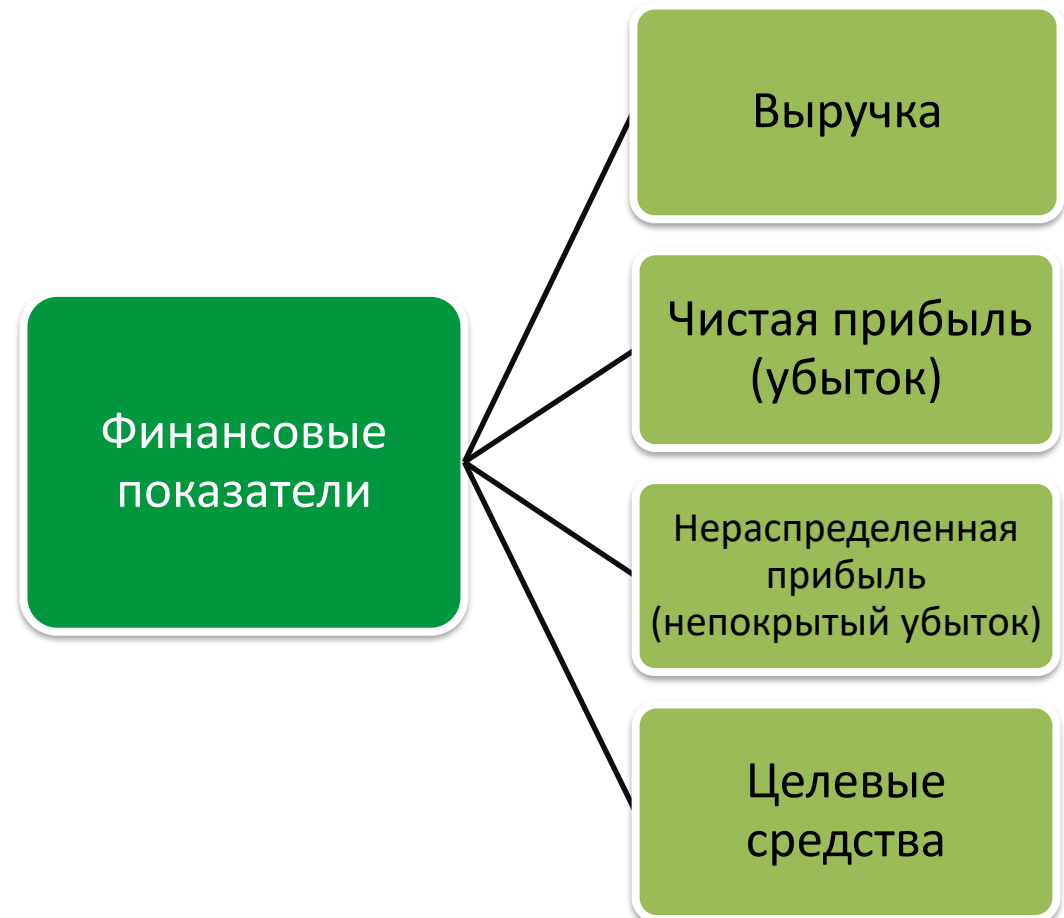 Финансовые
показатели
Выручка
Чистая прибыль
(убыток)
Нераспределенная
прибыль
(непокрытый убыток)
Целевые
средства